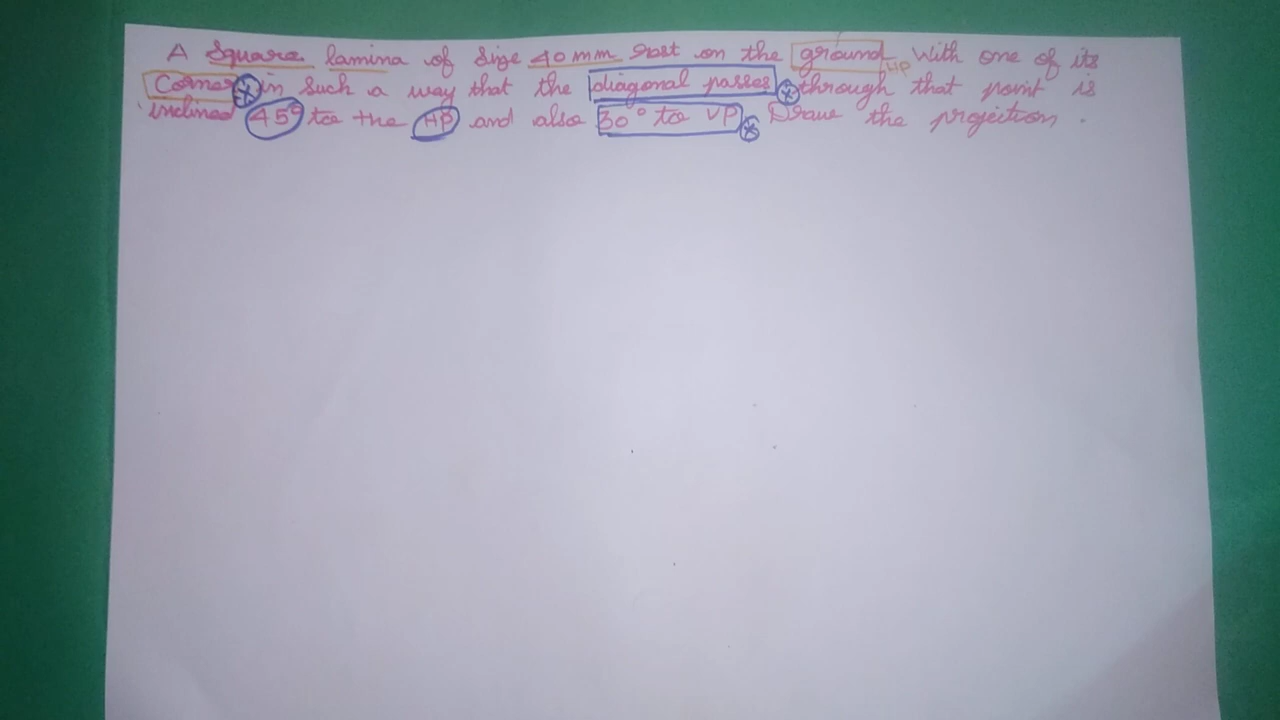 A Square lamina of Size 40mm rest on the ground HP With one of its
Corner in Such a way that the diagonal passes through that point is
inclined 45° to the HP and also 30° to VP Draw the projection .